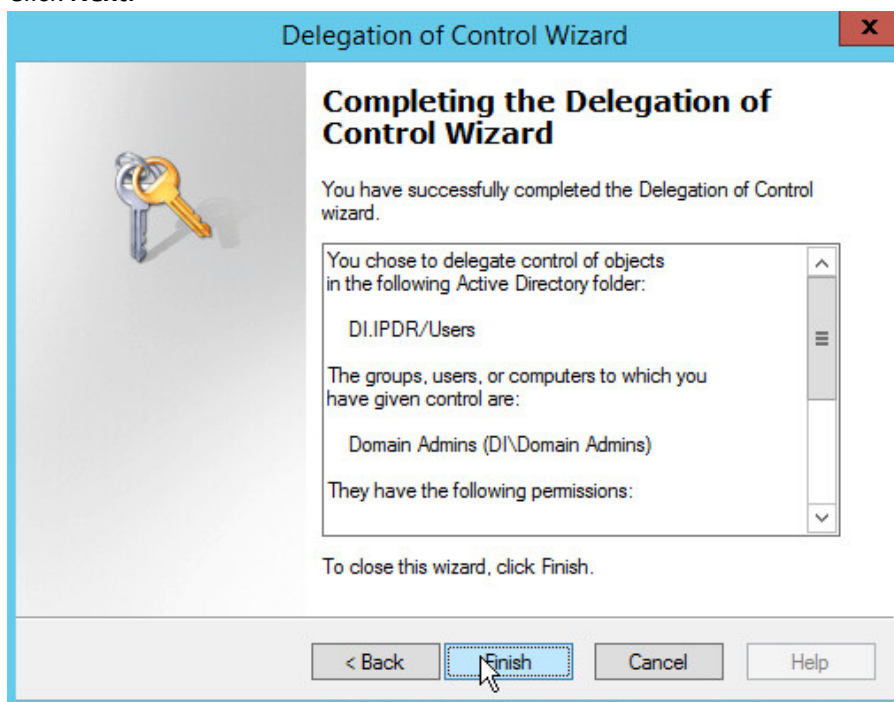 Click Next.
Delegation of Control Wizard
x
Completing the Delegation of
Control Wizard
You have successfully completed the Delegation of Control
wizard.
You chose to delegate control of objects
in the following Active Directory folder:
DI.IPDR/Users
The groups, users, or computers to which you
have given control are:
Domain Admins (DI\Domain Admins)
They have the following permissions:
To close this wizard, click Finish.
< Back
Finish
Cancel
Help